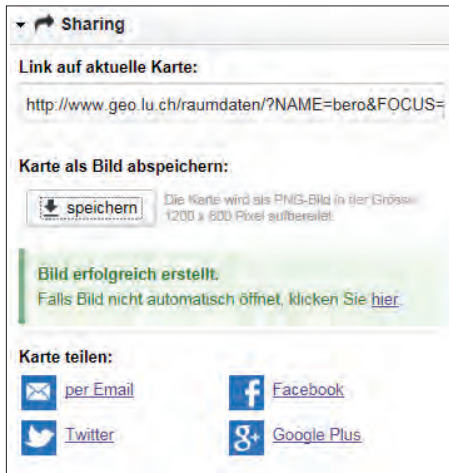 Sharing
Link auf aktuelle Karte:
http://www.geo.lu.ch/raumdaten/?NAME=bero&FOCUS=
Karte als Bild abspeichern:
speichern
Die Karte wird als PNG-Bild in der Grösse
1200 x 800 Pixel aufbereitet.
Bild erfolgreich erstellt.
Falls Bild nicht automatisch öffnet, klicken Sie hier.
Karte teilen:
per Email
Facebook
Twitter
Google Plus